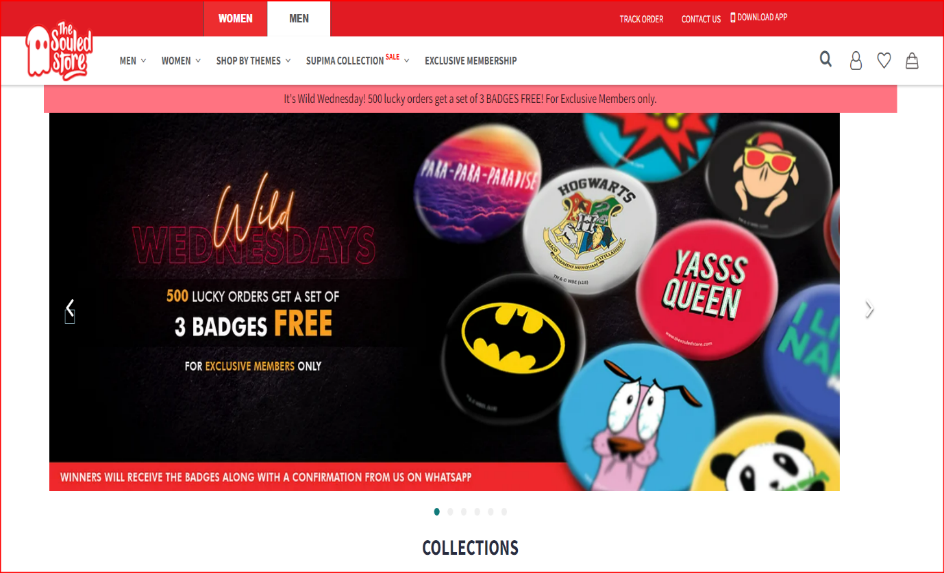 WOMEN
MEN
TRACK ORDER
CONTACT US
DOWNLOAD APP
The
Souled
Store
MEN
WOMEN
SHOP BY THEMES
SUPIMA COLLECTION SALE
EXCLUSIVE MEMBERSHIP
It's Wild Wednesday! 500 lucky orders get a set of 3 BADGES FREE! For Exclusive Members only.
Wild
WEDNESDAYS
500 LUCKY ORDERS GET A SET OF
3 BADGES FREE
FOR EXCLUSIVE MEMBERS ONLY
PARA-PARA-PARADISE
HOGWARTS
YASSS
QUEEN
www.thesouledstore.com
WINNERS WILL RECEIVE THE BADGES ALONG WITH A CONFIRMATION FROM US ON WHATSAPP
COLLECTIONS